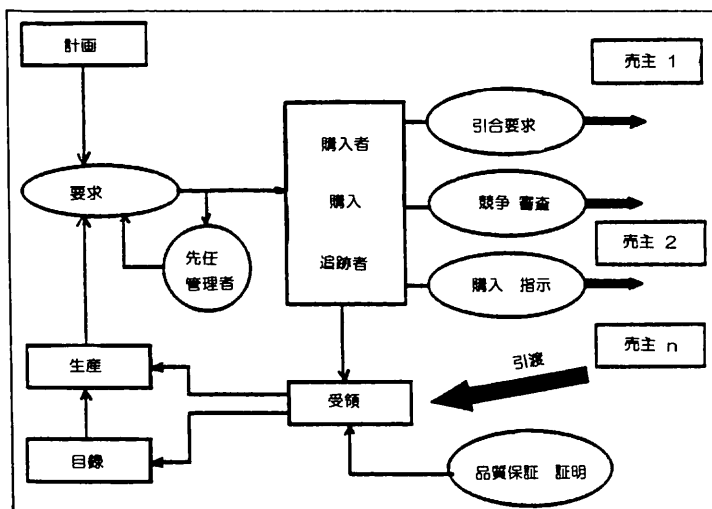 計画
売主 1
購入者
引合要求
要求
購入
競争 審査
先任
管理者
追跡者
売主 2
購入 指示
売主 n
生産
引渡
受領
目録
品質保証 証明